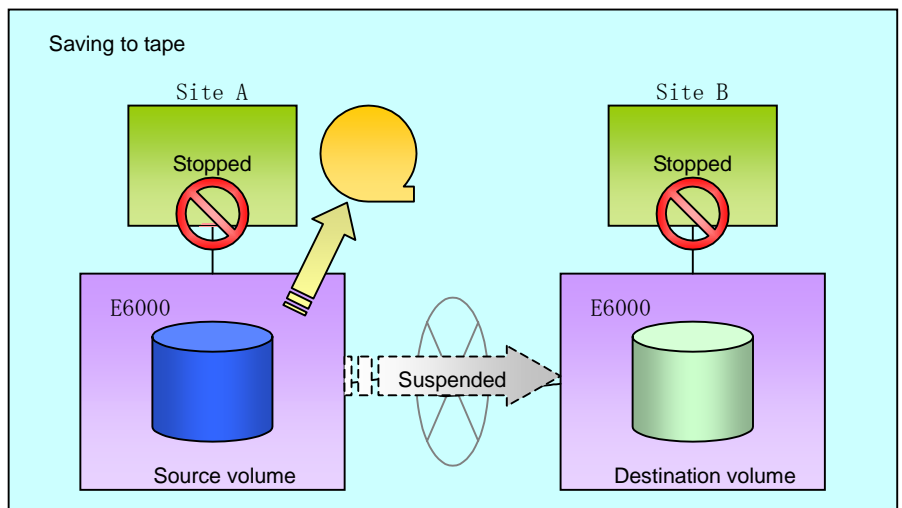 Saving to tape
Site A
Site B
Stopped
Stopped
E6000
E6000
Suspended
Source volume
Destination volume